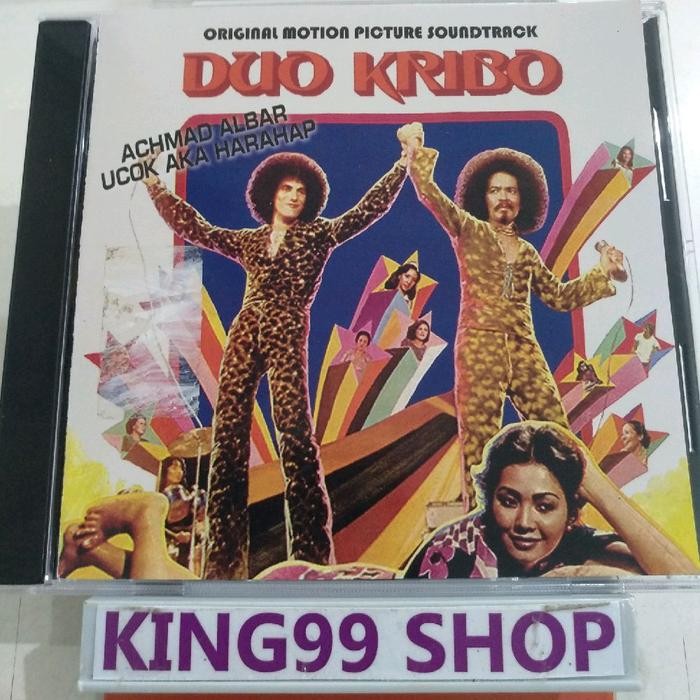 ORIGINAL MOTION PICTURE SOUNDTRACK
DUO KRIBO
ACHMAD ALBAR
UCOK AKA HARAHAP
KING99 SHOP